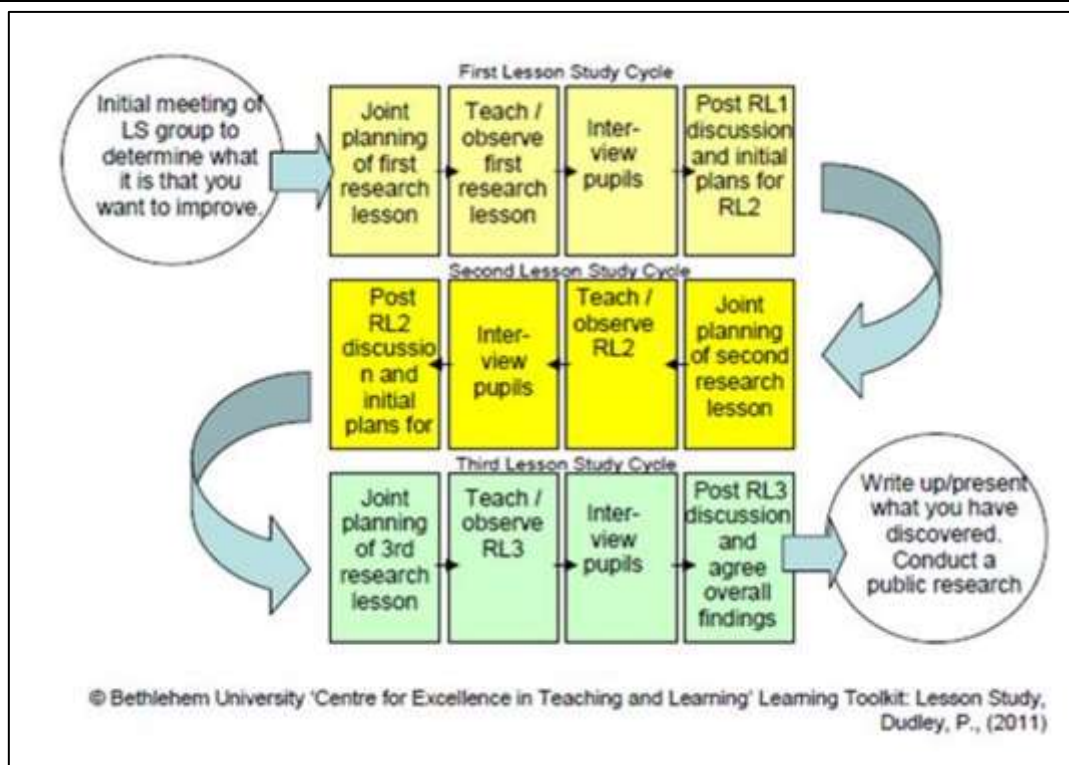 First Lesson Study Cycle
Initial meeting of
LS group to
determine what
it is that you
want to improve.
Joint
planning
of first
research
lesson
Teach /
observe
first
research
lesson
Inter-
view
pupils
Post RL1
discussion
and initial
plans for
RL2
Second Lesson Study Cycle
Joint
planning
of second
research
lesson
Teach /
observe
RL2
Inter-
view
pupils
Post
RL2
discussio
n and
initial
plans for
Third Lesson Study Cycle
Joint
planning
of 3rd
research
lesson
Teach /
observe
RL3
Inter-
view
pupils
Post RL3
discussion
and
agree
overall
findings
Write up/present
what you have
discovered.
Conduct a
public research
© Bethlehem University 'Centre for Excellence in Teaching and Learning' Learning Toolkit: Lesson Study,
Dudley, P., (2011)